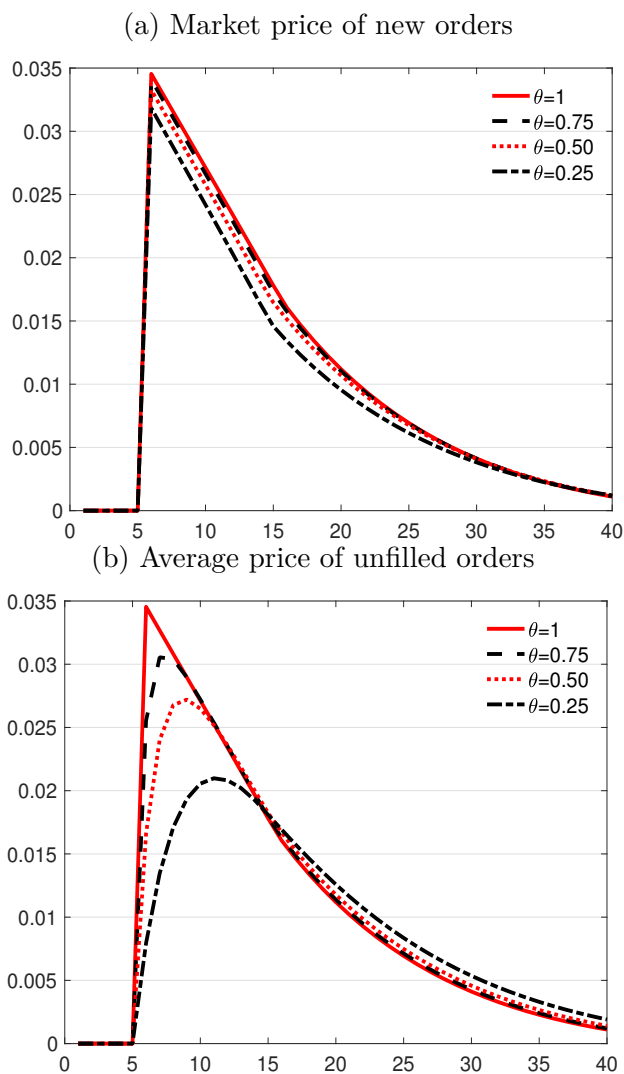 (a) Market price of new orders
0.035
0.03
0.025
0.02
0.015
0.01
0.005
0
θ=1
θ=0.75
θ=0.50
θ=0.25
0 5 10 15 20 25 30 35 40
(b) Average price of unfilled orders
0.035
0.03
0.025
0.02
0.015
0.01
0.005
0
θ=1
θ=0.75
θ=0.50
θ=0.25
0 5 10 15 20 25 30 35 40